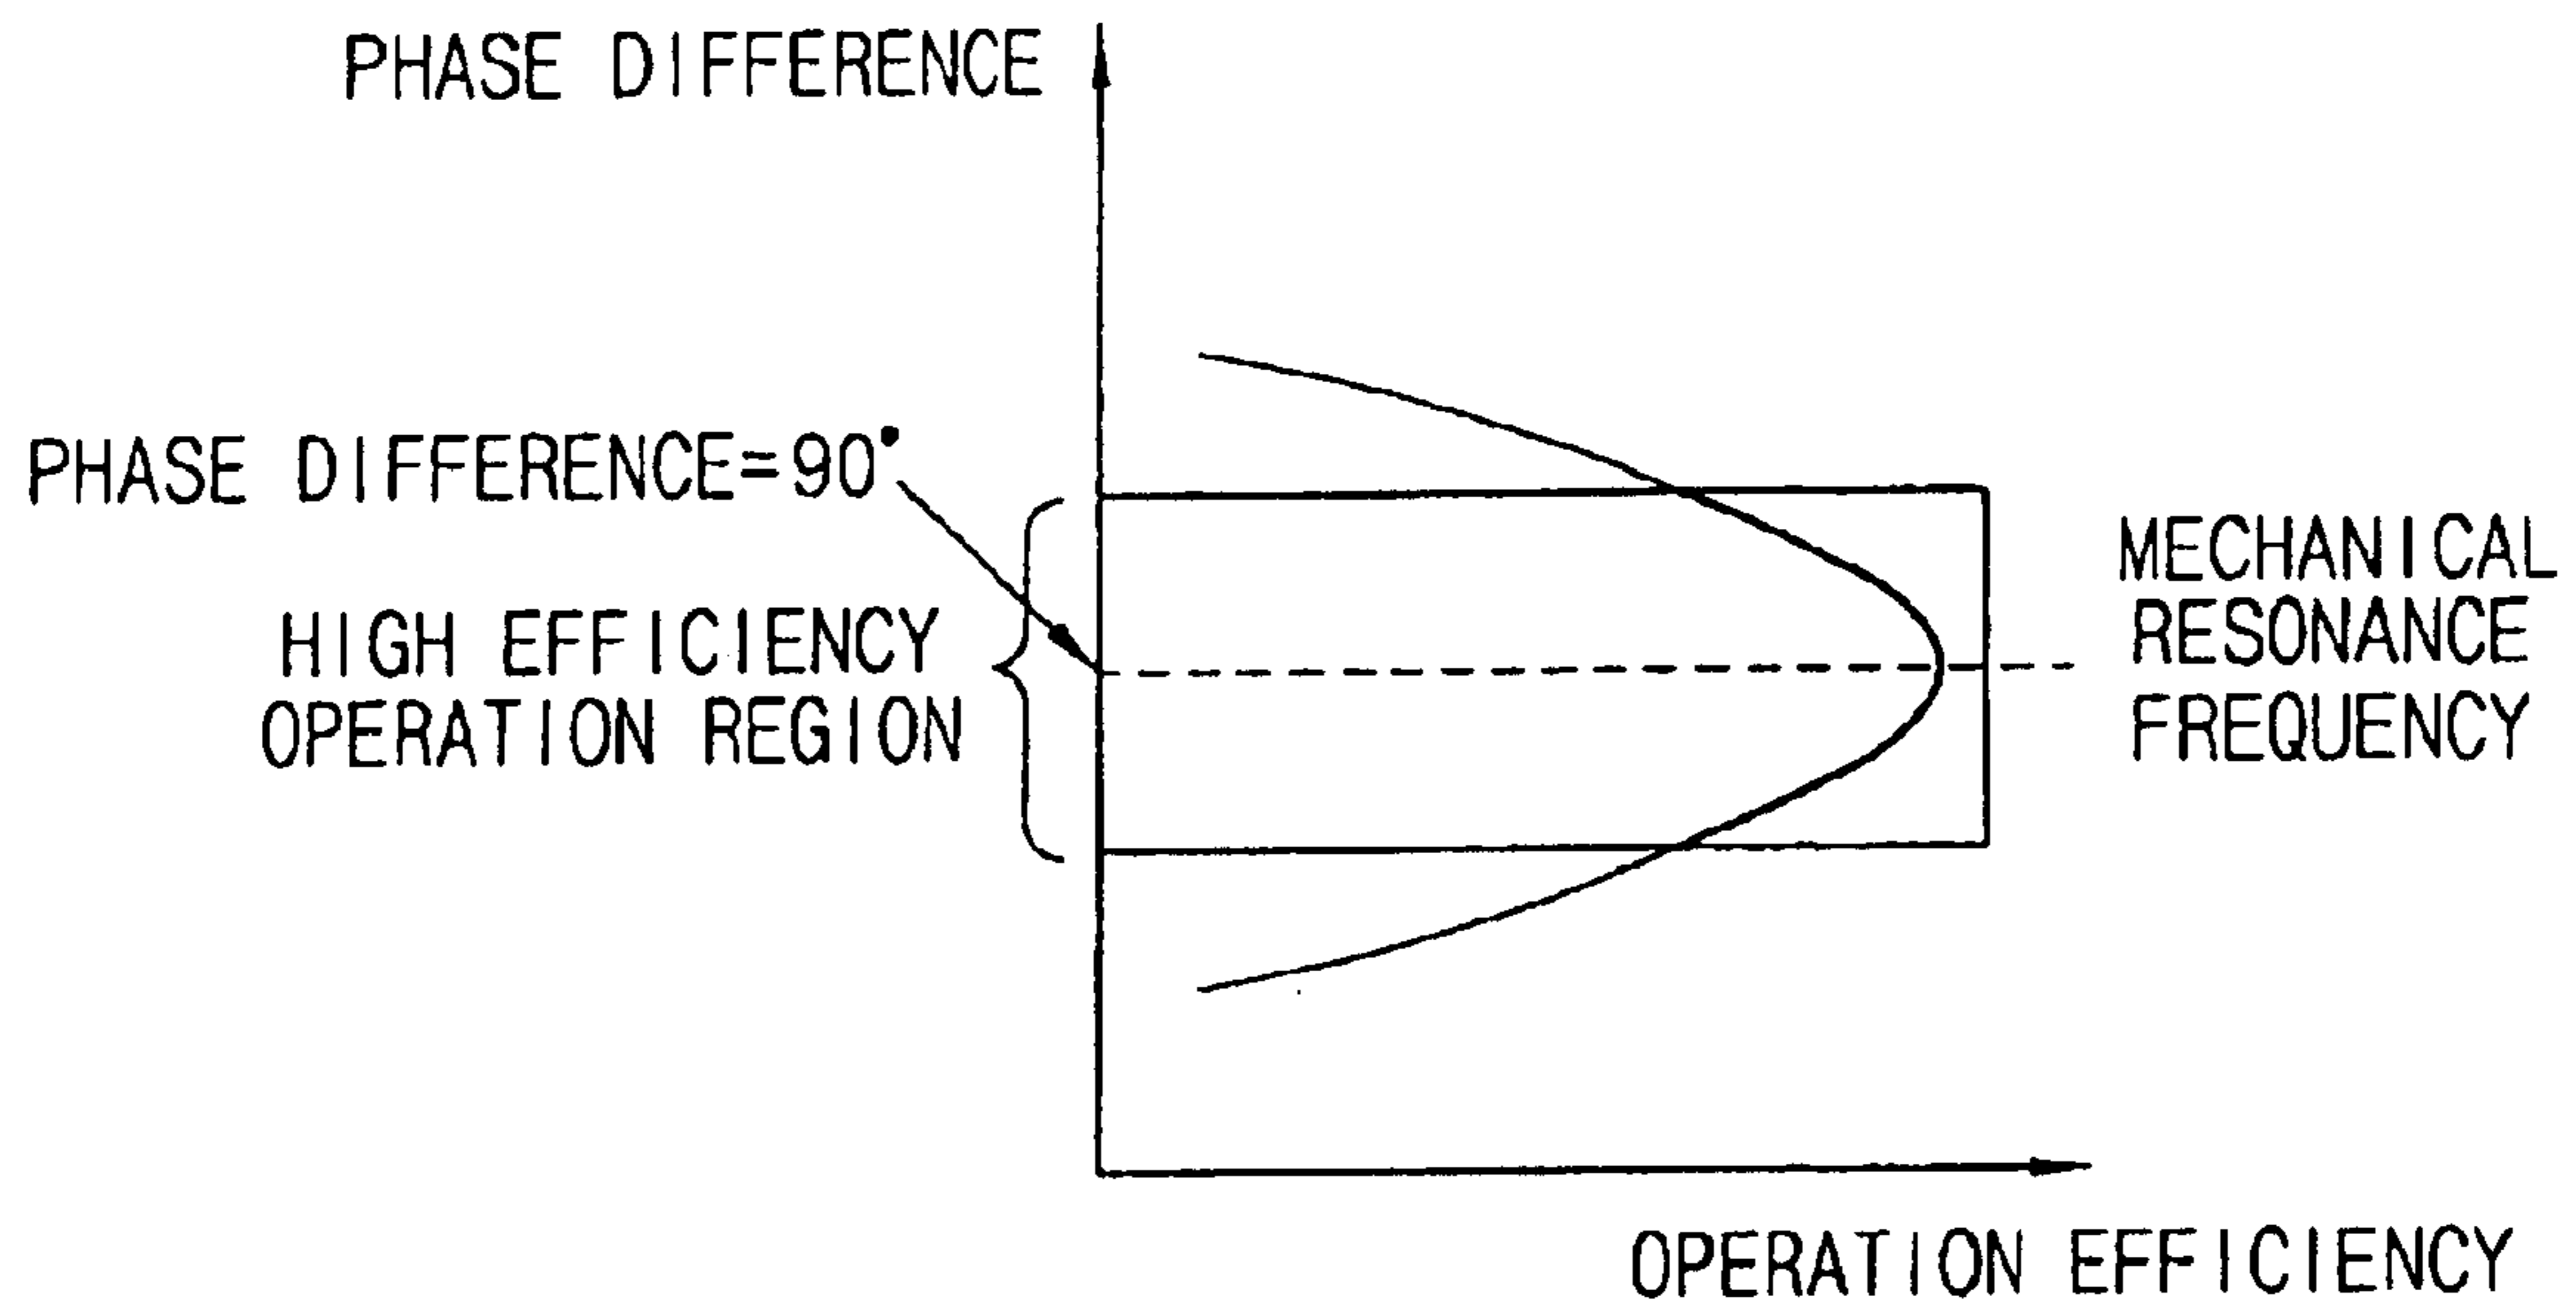 PHASE DIFFERENCE
PHASE DIFFERENCE=90°
HIGH EFFICIENCY
OPERATION REGION
MECHANICAL
RESONANCE
FREQUENCY
OPERATION EFFICIENCY